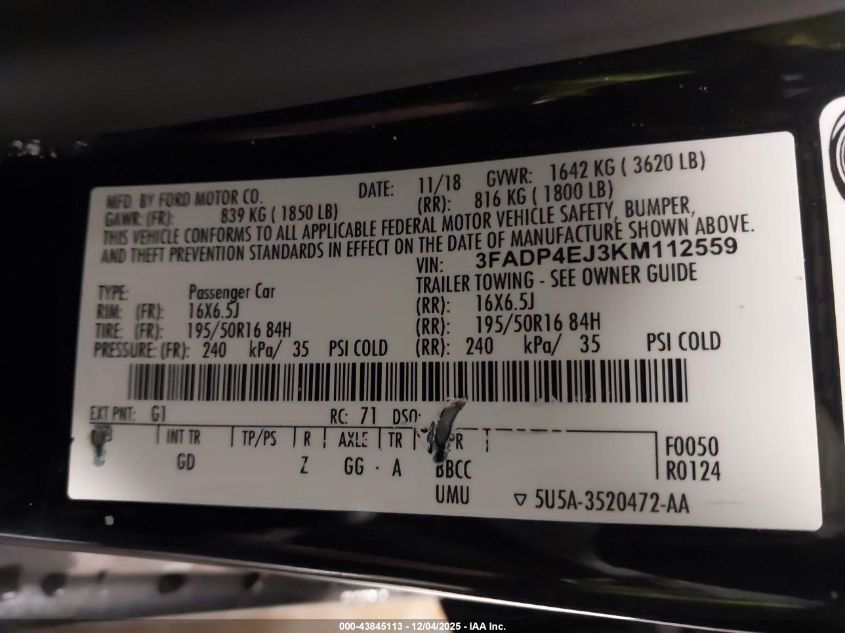 MFD. BY FORD MOTOR CO. DATE: 11/18 GVWR: 1642 KG ( 3620 LB)
GAWR: (FR): 839 KG ( 1850 LB) (RR): 816 KG ( 1800 LB)
THIS VEHICLE CONFORMS TO ALL APPLICABLE FEDERAL MOTOR VEHICLE SAFETY, BUMPER,
AND THEFT PREVENTION STANDARDS IN EFFECT ON THE DATE OF MANUFACTURE SHOWN ABOVE.
VIN: 3FADP4EJ3KM112559
TYPE: Passenger Car TRAILER TOWING - SEE OWNER GUIDE
RIM: (FR): 16X6.5J (RR): 16X6.5J
TIRE: (FR): 195/50R16 84H (RR): 195/50R16 84H
PRESSURE: (FR): 240 kPa/ 35 PSI COLD (RR): 240 kPa/ 35 PSI COLD
EXT PNT: G1 RC: 71 DSO:
INT TR TP/PS R AXLE TR PR F0050
GD Z GG · A BBCC R0124
UMU ▽ 5U5A-3520472-AA
000-43845113 - 12/04/2025 - IAA Inc.